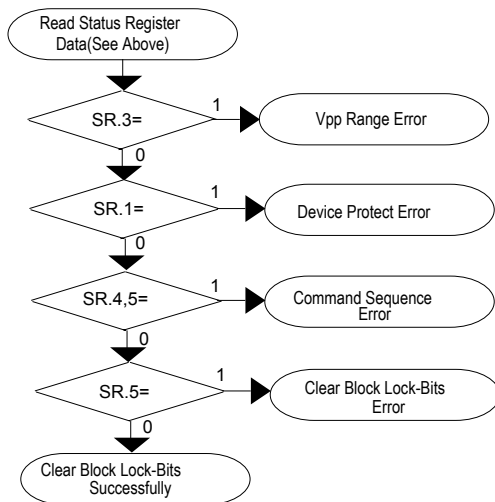 Read Status Register
Data(See Above)
SR.3=
1
Vpp Range Error
0
SR.1=
1
Device Protect Error
0
SR.4,5=
1
Command Sequence
Error
0
SR.5=
1
Clear Block Lock-Bits
Error
0
Clear Block Lock-Bits
Successfully